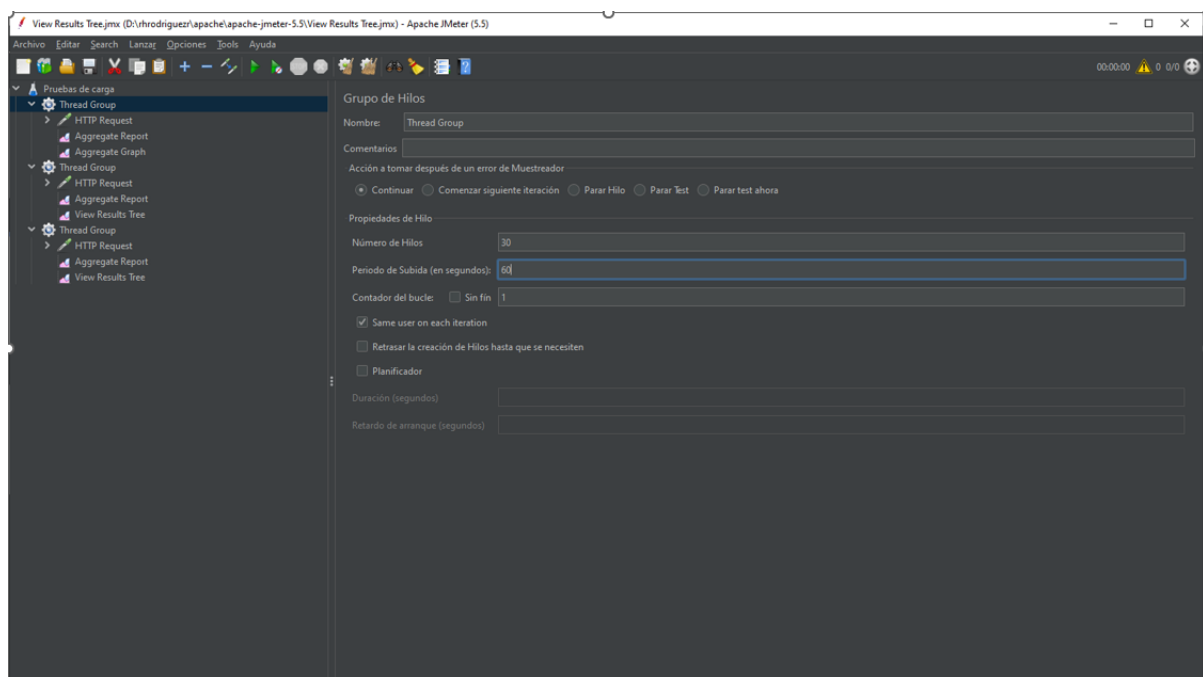 View Results Tree.jmx (D:\rhrodriguezr\apache\apache-jmeter-5.5\View Results Tree.jmx) - Apache JMeter (5.5)
Archivo Editar Search Lanzar Opciones Tools Ayuda
00:00:00 0 0/0
Pruebas de carga
Thread Group
HTTP Request
Aggregate Report
Aggregate Graph
Thread Group
HTTP Request
Aggregate Report
View Results Tree
Thread Group
HTTP Request
Aggregate Report
View Results Tree
Grupo de Hilos
Nombre: Thread Group
Comentarios
Acción a tomar después de un error de Muestreador
Continuar Comenzar siguiente iteración Parar Hilo Parar Test Parar test ahora
Propiedades de Hilo
Número de Hilos 30
Periodo de Subida (en segundos): 60
Contador del bucle: Sin fín 1
Same user on each iteration
Retrasar la creación de Hilos hasta que se necesiten
Planificador
Duración (segundos)
Retardo de arranque (segundos)